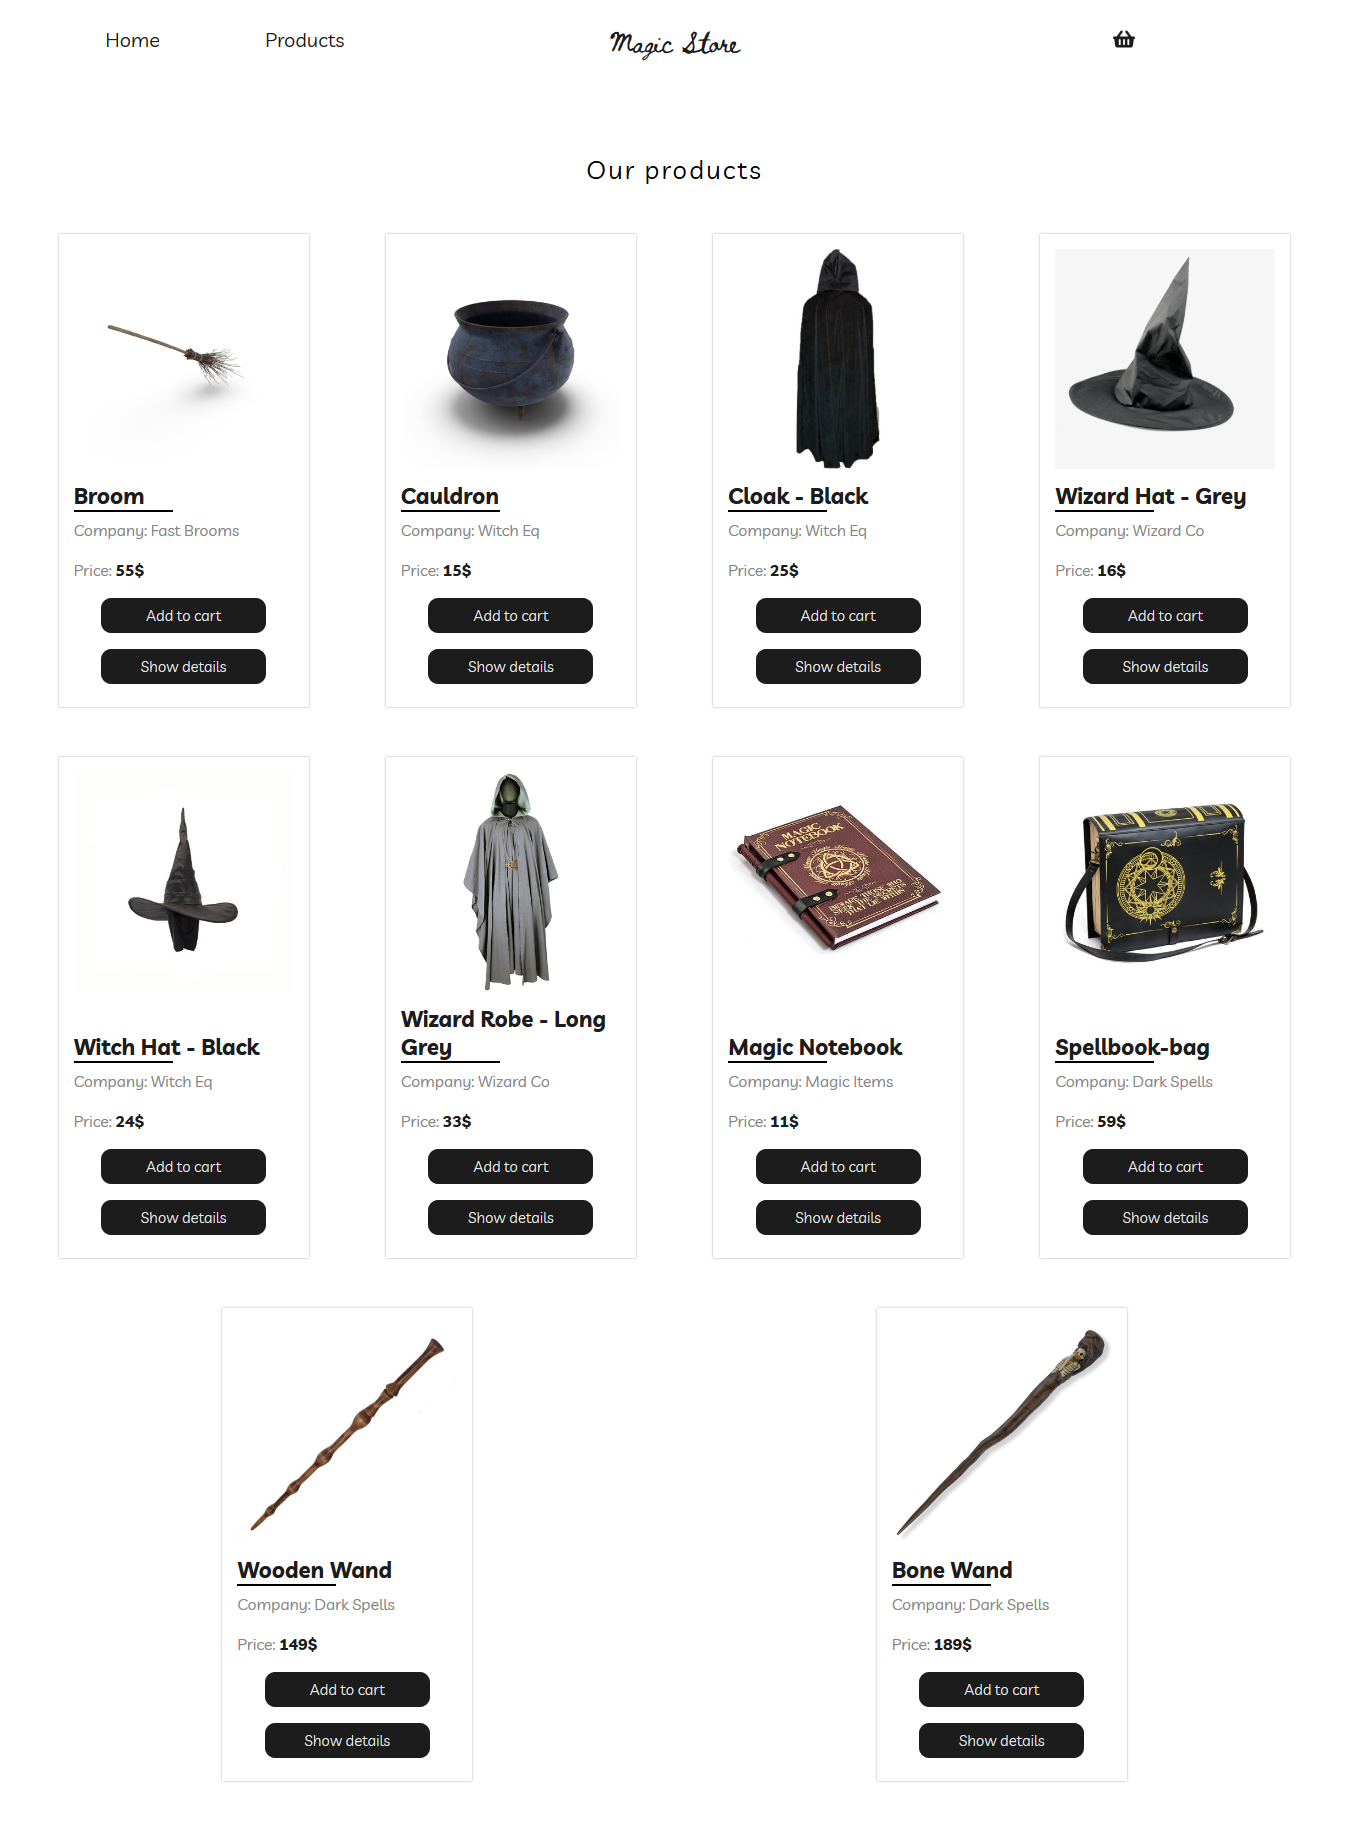 Home Products Magic Store
Our products
Broom
Company: Fast Brooms
Price: 55$
Add to cart
Show details
Cauldron
Company: Witch Eq
Price: 15$
Add to cart
Show details
Cloak - Black
Company: Witch Eq
Price: 25$
Add to cart
Show details
Wizard Hat - Grey
Company: Wizard Co
Price: 16$
Add to cart
Show details
Witch Hat - Black
Company: Witch Eq
Price: 24$
Add to cart
Show details
Wizard Robe - Long
Grey
Company: Wizard Co
Price: 33$
Add to cart
Show details
MAGIC
NOTEBOOK
Magic Notebook
Company: Magic Items
Price: 11$
Add to cart
Show details
Spellbook-bag
Company: Dark Spells
Price: 59$
Add to cart
Show details
Wooden Wand
Company: Dark Spells
Price: 149$
Add to cart
Show details
Bone Wand
Company: Dark Spells
Price: 189$
Add to cart
Show details